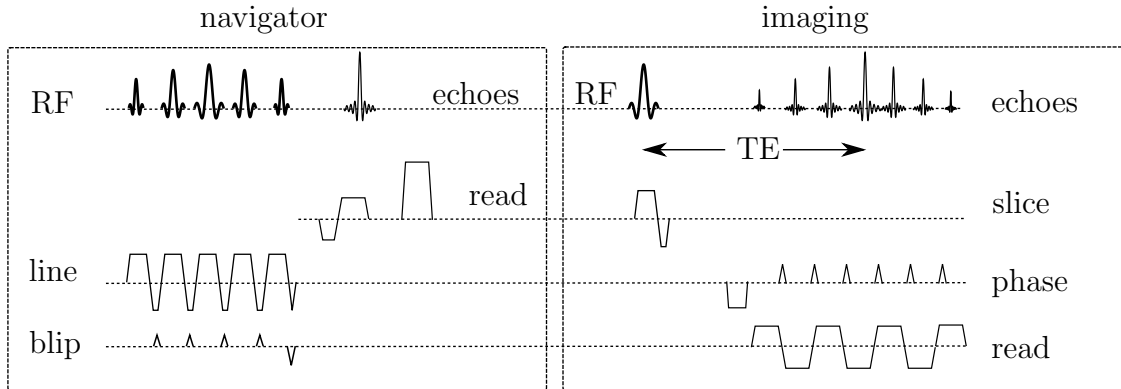 navigator
imaging
RF
echoes
RF
echoes
TE
read
slice
line
phase
blip
read